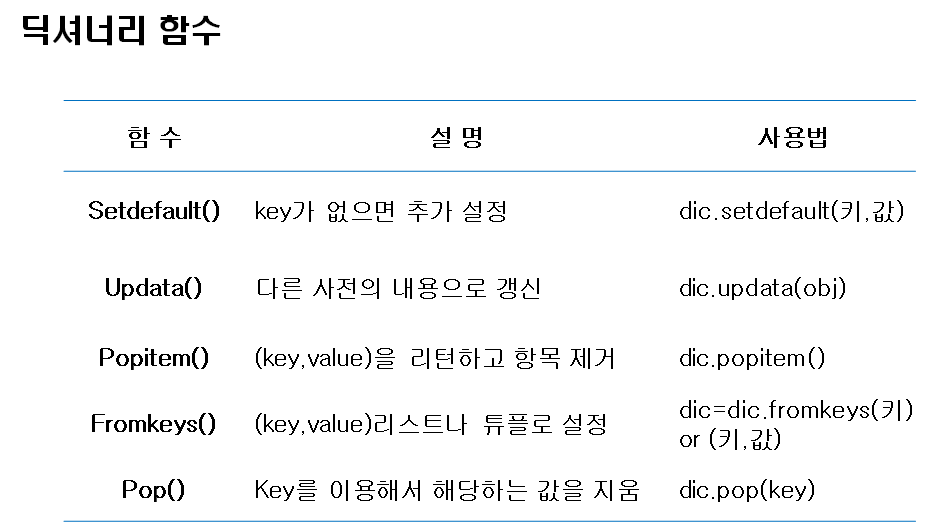 딕셔너리 함수
함 수 설 명 사용법
Setdefault() key가 없으면 추가 설정 dic.setdefault(키,값)
Updata() 다른 사전의 내용으로 갱신 dic.updata(obj)
Popitem() (key,value)을 리턴하고 항목 제거 dic.popitem()
Fromkeys() (key,value)리스트나 튜플로 설정 dic=dic.fromkeys(키)
or (키,값)
Pop() Key를 이용해서 해당하는 값을 지움 dic.pop(key)